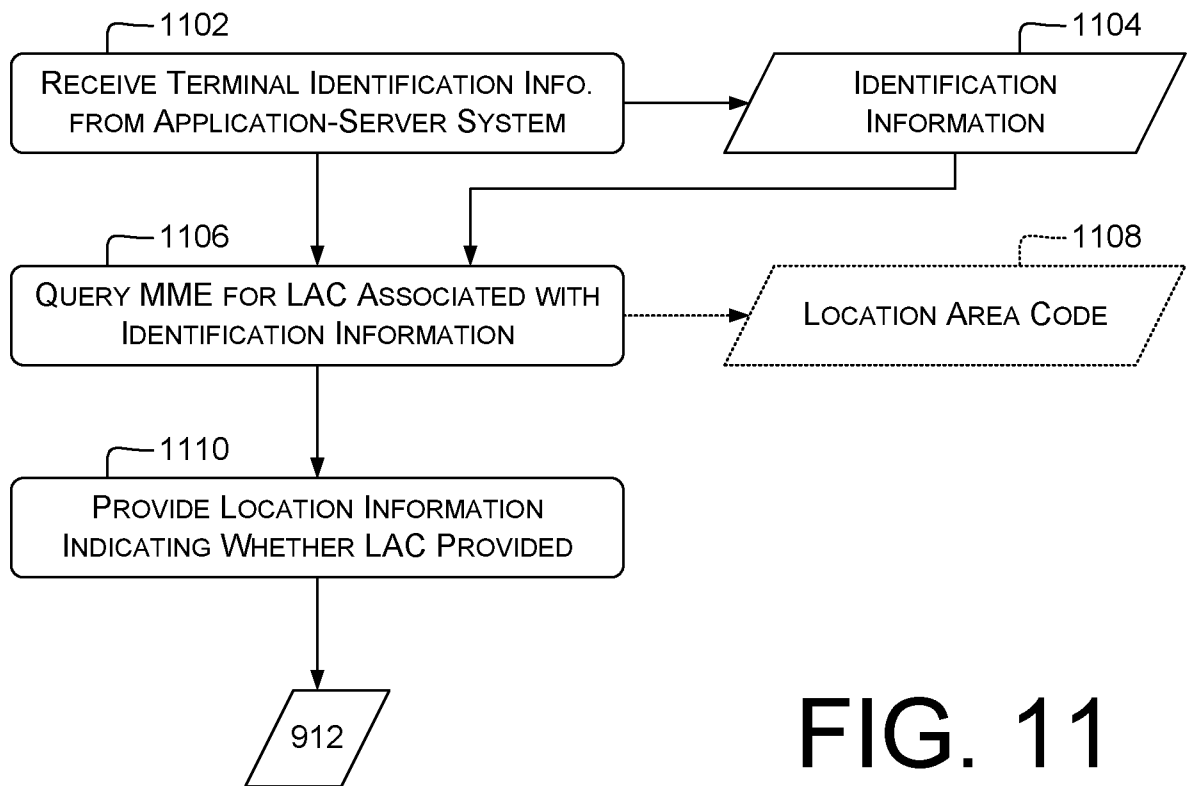 1102
RECEIVE TERMINAL IDENTIFICATION INFO.
FROM APPLICATION-SERVER SYSTEM
1104
IDENTIFICATION
INFORMATION
1106
QUERY MME FOR LAC ASSOCIATED WITH
IDENTIFICATION INFORMATION
1108
LOCATION AREA CODE
1110
PROVIDE LOCATION INFORMATION
INDICATING WHETHER LAC PROVIDED
912
FIG. 11